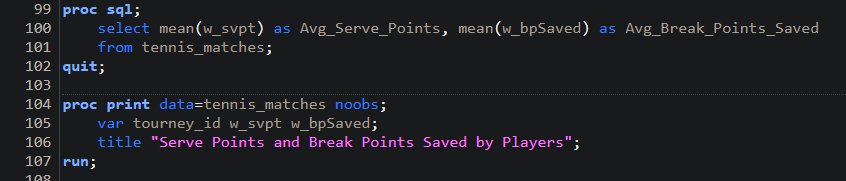 99 proc sql;
100     select mean(w_svpt) as Avg_Serve_Points, mean(w_bpSaved) as Avg_Break_Points_Saved
101     from tennis_matches;
102 quit;
103
104 proc print data=tennis_matches noobs;
105     var tourney_id w_svpt w_bpSaved;
106     title "Serve Points and Break Points Saved by Players";
107 run;
108